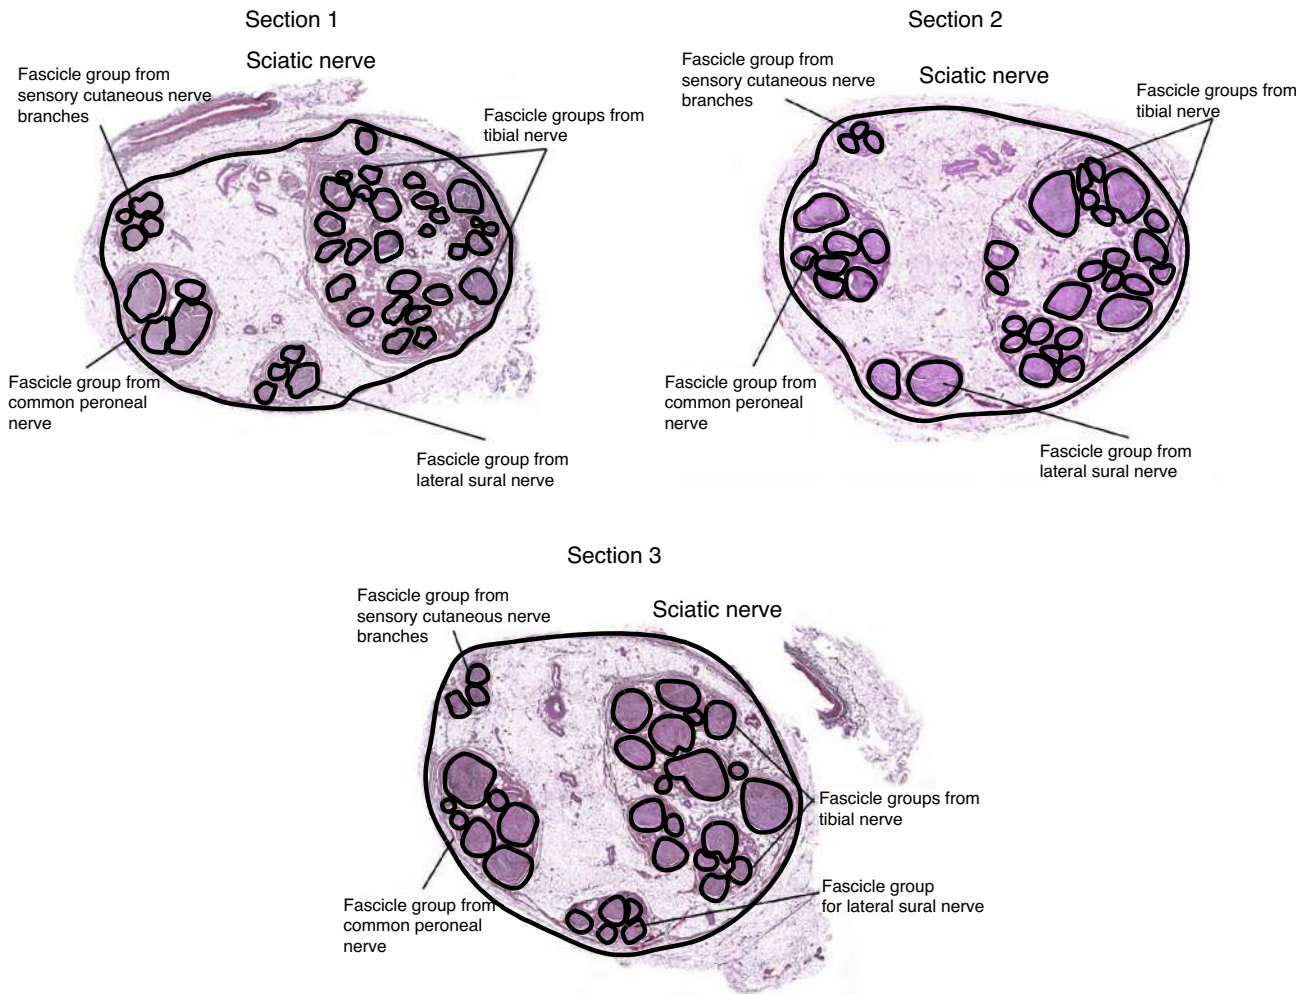 Section 1
Sciatic nerve
Fascicle group from
sensory cutaneous nerve
branches
Fascicle groups from
tibial nerve
Fascicle group from
common peroneal
nerve
Fascicle group from
lateral sural nerve
Section 2
Sciatic nerve
Fascicle group from
sensory cutaneous nerve
branches
Fascicle groups from
tibial nerve
Fascicle group from
common peroneal
nerve
Fascicle group from
lateral sural nerve
Section 3
Sciatic nerve
Fascicle group from
sensory cutaneous nerve
branches
Fascicle groups from
tibial nerve
Fascicle group
for lateral sural nerve
Fascicle group from
common peroneal
nerve